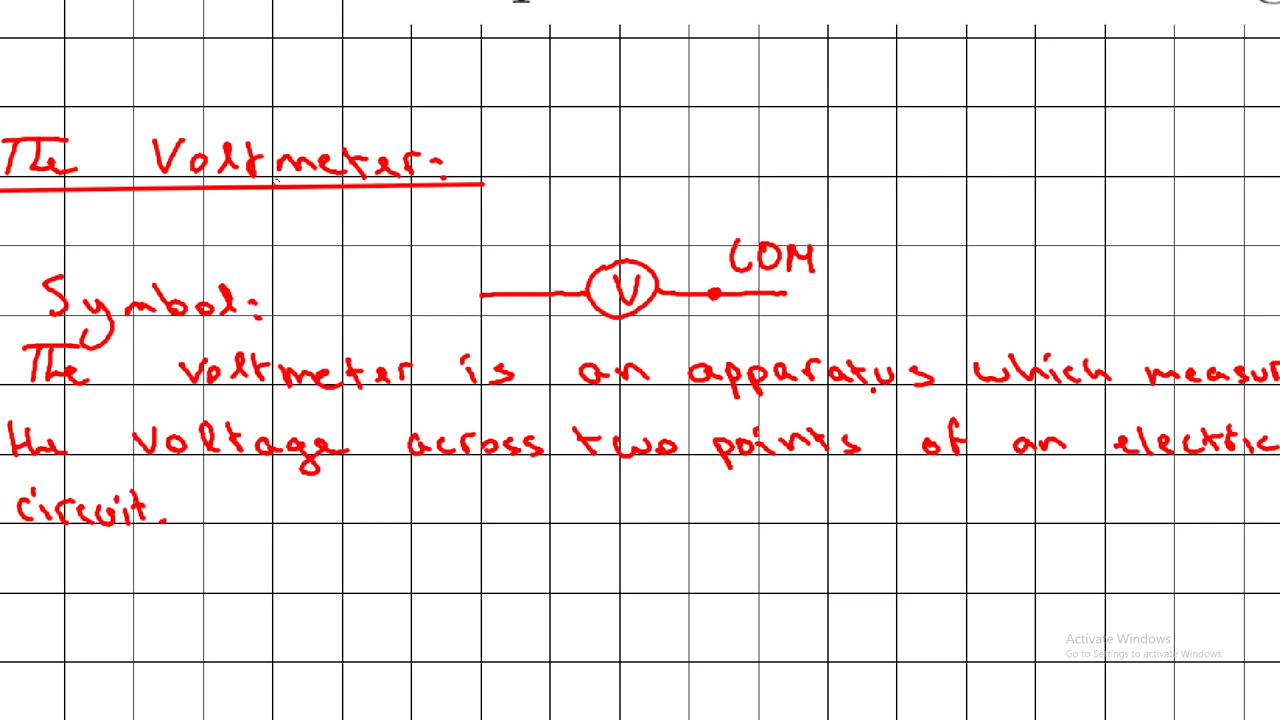 The Voltmeter:
COM
V
Symbol:
The voltmeter is an apparatus which measur
the voltage across two points of an electric
circuit.
Activate Windows
Go to Settings to activate Windows.